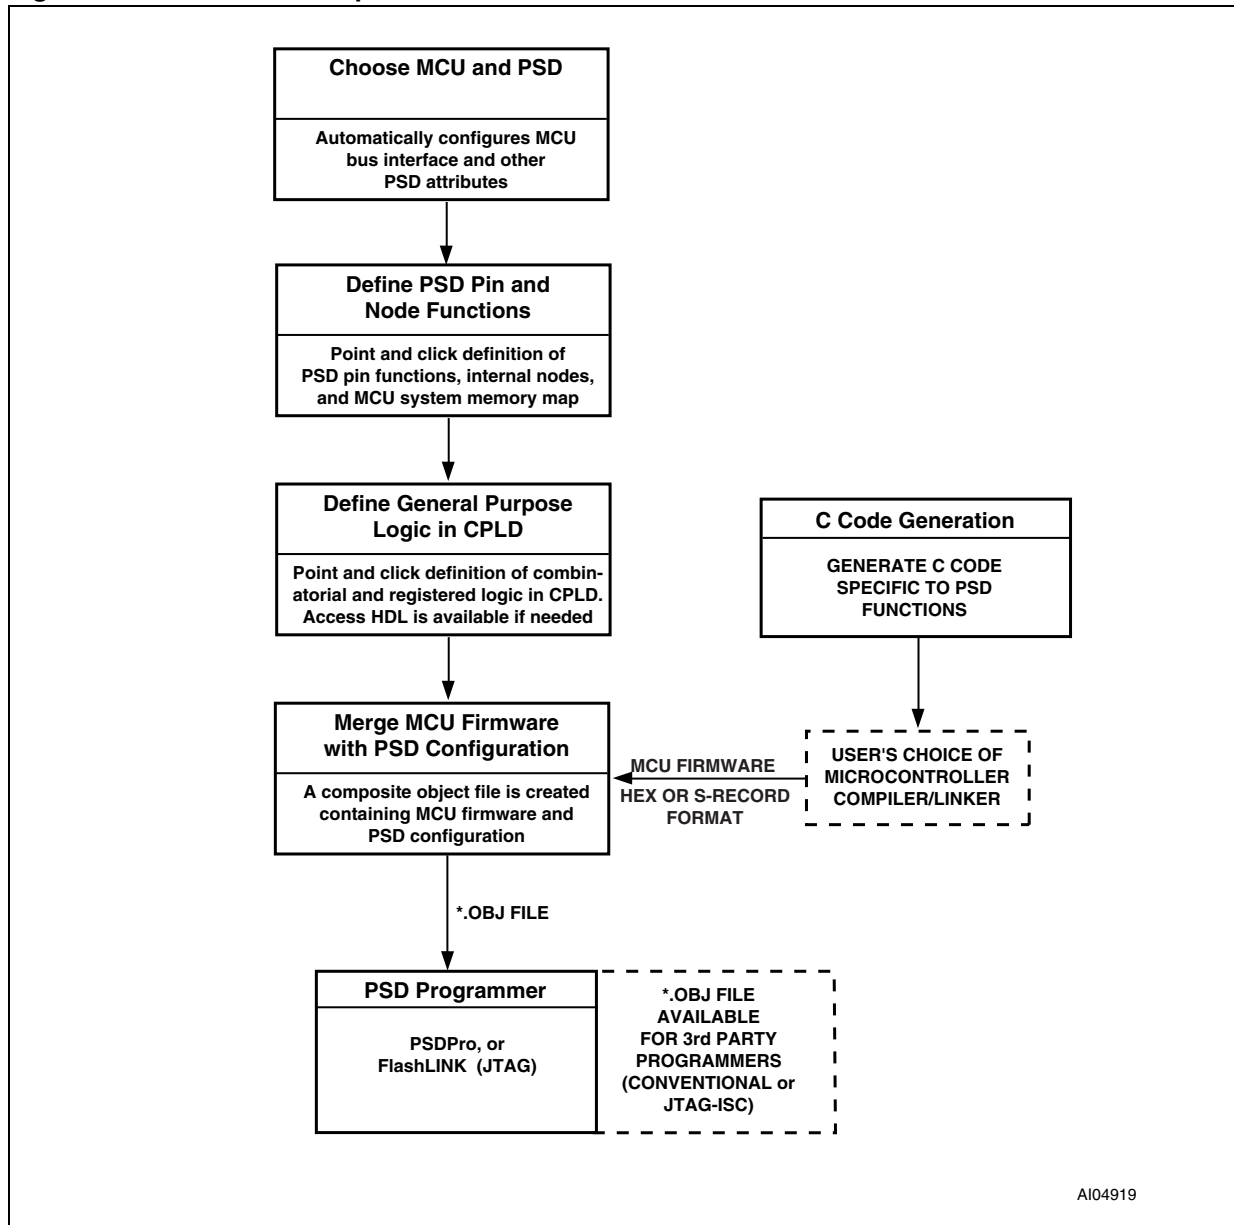 Choose MCU and PSD
Automatically configures MCU
bus interface and other
PSD attributes
Define PSD Pin and
Node Functions
Point and click definition of
PSD pin functions, internal nodes,
and MCU system memory map
Define General Purpose
Logic in CPLD
Point and click definition of combin-
atorial and registered logic in CPLD.
Access HDL is available if needed
C Code Generation
GENERATE C CODE
SPECIFIC TO PSD
FUNCTIONS
Merge MCU Firmware
with PSD Configuration
A composite object file is created
containing MCU firmware and
PSD configuration
MCU FIRMWARE
HEX OR S-RECORD
FORMAT
USER'S CHOICE OF
MICROCONTROLLER
COMPILER/LINKER
*.OBJ FILE
PSD Programmer
PSDPro, or
FlashLINK (JTAG)
*.OBJ FILE
AVAILABLE
FOR 3rd PARTY
PROGRAMMERS
(CONVENTIONAL or
JTAG-ISC)
AI04919